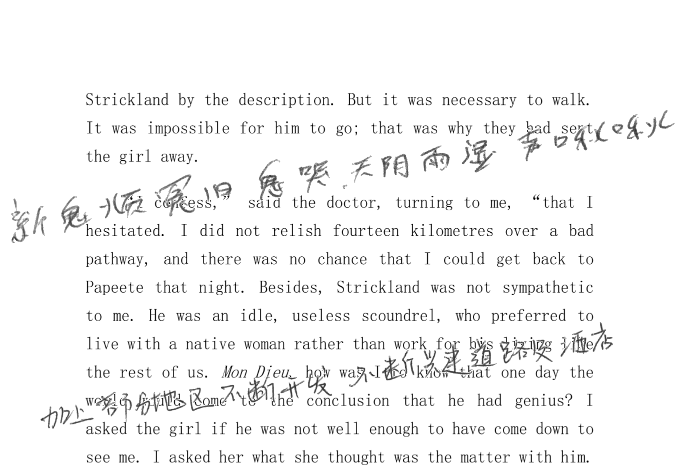 Strickland by the description. But it was necessary to walk.
It was impossible for him to go; that was why they had sent
the girl away.
新鬼烦冤旧鬼哭.天阴雨湿声啾啾
“I confess,” said the doctor, turning to me, “that I
hesitated. I did not relish fourteen kilometres over a bad
pathway, and there was no chance that I could get back to
Papeete that night. Besides, Strickland was not sympathetic
to me. He was an idle, useless scoundrel, who preferred to
live with a native woman rather than work for his living like
the rest of us. Mon Dieu, how was I to know that one day the
world would come to the conclusion that he had genius? I
加上部分地区不断开发 不断兴建道路及酒店
asked the girl if he was not well enough to have come down to
see me. I asked her what she thought was the matter with him.